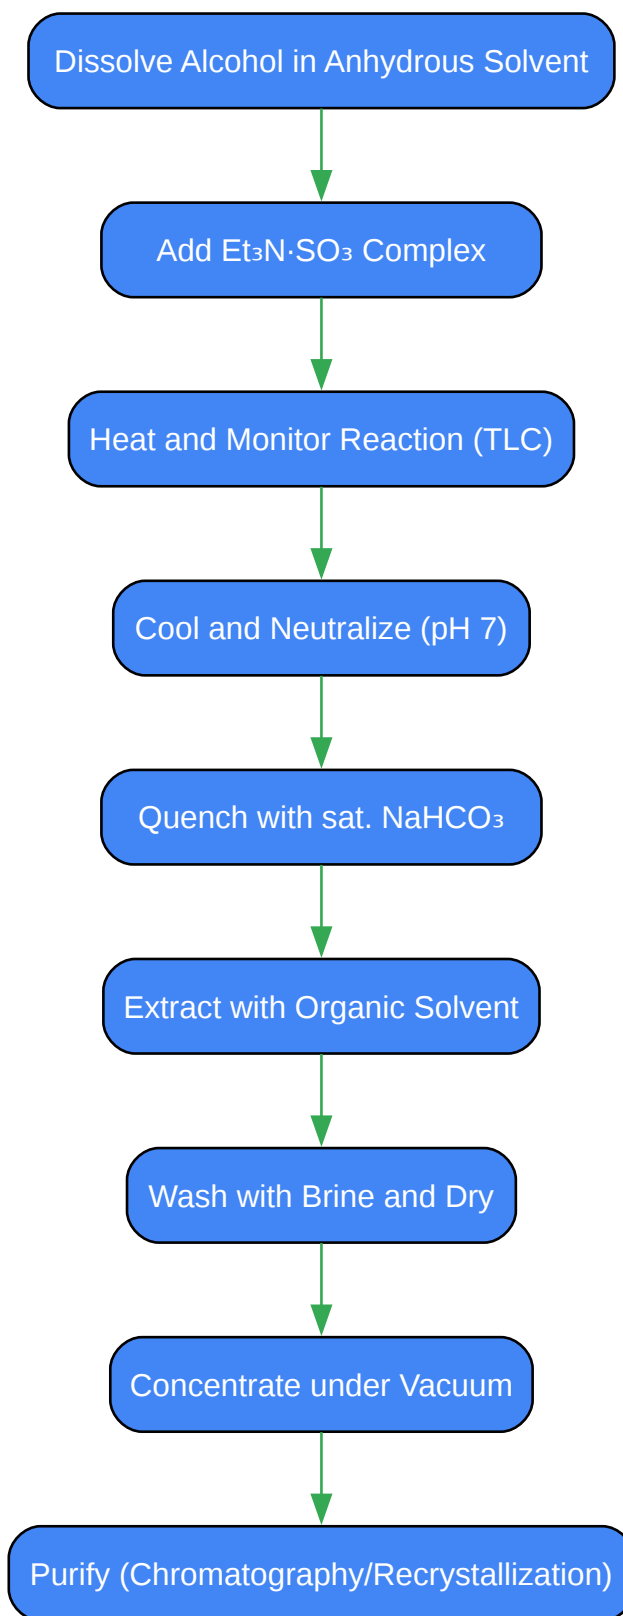 Dissolve Alcohol in Anhydrous Solvent
Add Et₃N·SO₃ Complex
Heat and Monitor Reaction (TLC)
Cool and Neutralize (pH 7)
Quench with sat. NaHCO₃
Extract with Organic Solvent
Wash with Brine and Dry
Concentrate under Vacuum
Purify (Chromatography/Recrystallization)